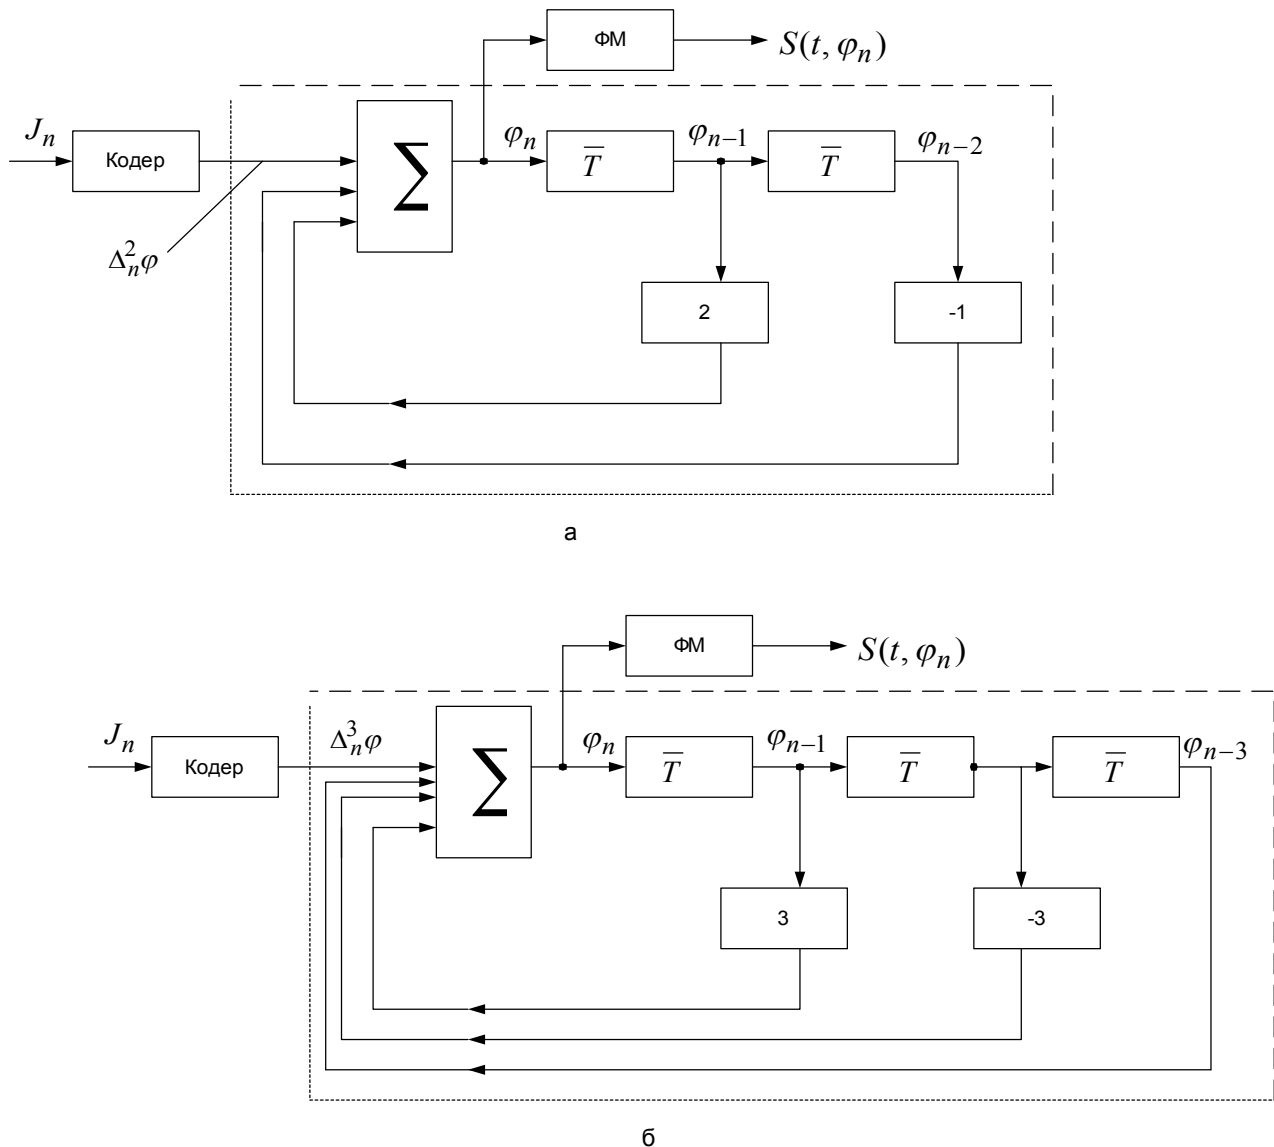 ФМ
S(t, φₙ)
Jₙ
Кодер
Δ²ₙφ
∑
φₙ
T̅
φₙ₋₁
T̅
φₙ₋₂
2
-1
а
ФМ
S(t, φₙ)
Jₙ
Кодер
Δ³ₙφ
∑
φₙ
T̅
φₙ₋₁
T̅
T̅
φₙ₋₃
3
-3
б